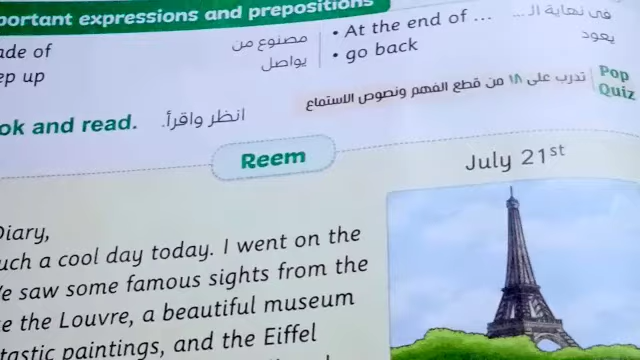 portant expressions and prepositions
ade of مصنوع من • At the end of ... في نهاية الـ ...
ep up يواصل • go back يعود
تدرب على ١٨ من قطع الفهم ونصوص الاستماع Pop Quiz
ok and read. انظر واقرأ.
Reem
July 21st
Diary,
uch a cool day today. I went on the
e saw some famous sights from the
e the Louvre, a beautiful museum
tastic paintings, and the Eiffel